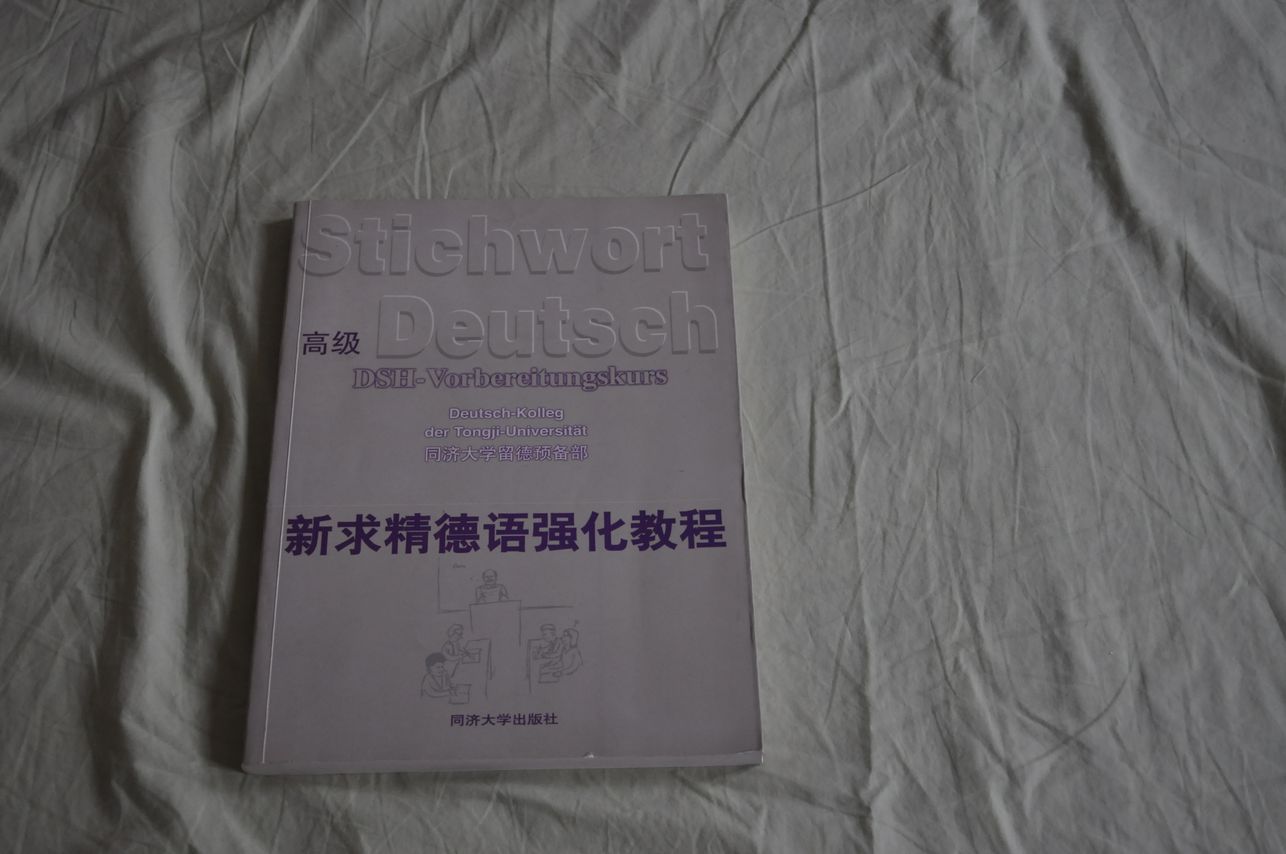 Stichwort
Deutsch
高级
DSH-Vorbereitungskurs
Deutsch-Kolleg
der Tongji-Universität
同济大学留德预备部
新求精德语强化教程
同济大学出版社